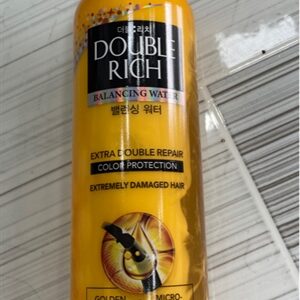 더블리치
DOUBLE
RICH
BALANCING WATER
밸런싱 워터
EXTRA DOUBLE REPAIR
COLOR PROTECTION
EXTREMELY DAMAGED HAIR
GOLDEN MICRO-